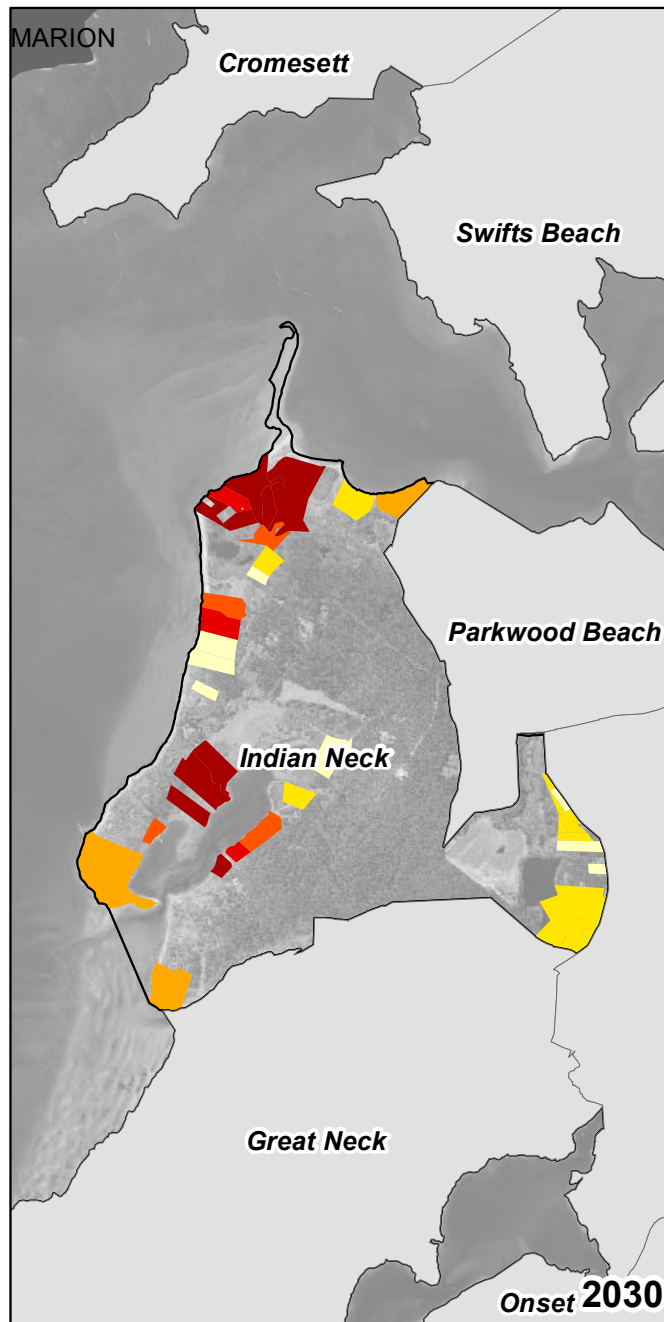 MARION
Cromesett
Swifts Beach
Parkwood Beach
Indian Neck
Great Neck
Onset 2030